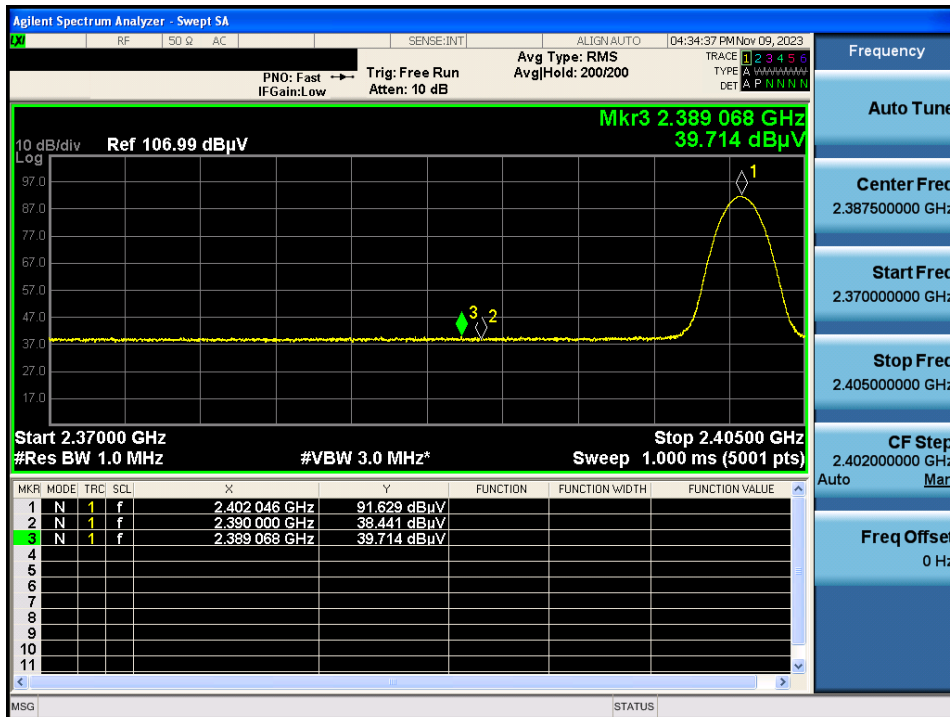 Agilent Spectrum Analyzer - Swept SA
LXI RF 50 Ω AC SENSE:INT ALIGN AUTO 04:34:37 PM Nov 09, 2023
PNO: Fast
IFGain:Low
Trig: Free Run
Atten: 10 dB
Avg Type: RMS
Avg|Hold: 200/200
TRACE 1 2 3 4 5 6
TYPE A WWWWW
DET A P N N N N
Mkr3 2.389 068 GHz
39.714 dBµV
10 dB/div Ref 106.99 dBµV
Log
97.0
87.0
77.0
67.0
57.0
47.0
37.0
27.0
17.0
1
3
2
Start 2.37000 GHz Stop 2.40500 GHz
#Res BW 1.0 MHz #VBW 3.0 MHz* Sweep 1.000 ms (5001 pts)
MKR MODE TRC SCL X Y FUNCTION FUNCTION WIDTH FUNCTION VALUE
1 N 1 f 2.402 046 GHz 91.629 dBµV
2 N 1 f 2.390 000 GHz 38.441 dBµV
3 N 1 f 2.389 068 GHz 39.714 dBµV
4
5
6
7
8
9
10
11
MSG STATUS
Frequency
Auto Tune
Center Freq
2.387500000 GHz
Start Freq
2.370000000 GHz
Stop Freq
2.405000000 GHz
CF Step
2.402000000 GHz
Auto Man
Freq Offset
0 Hz